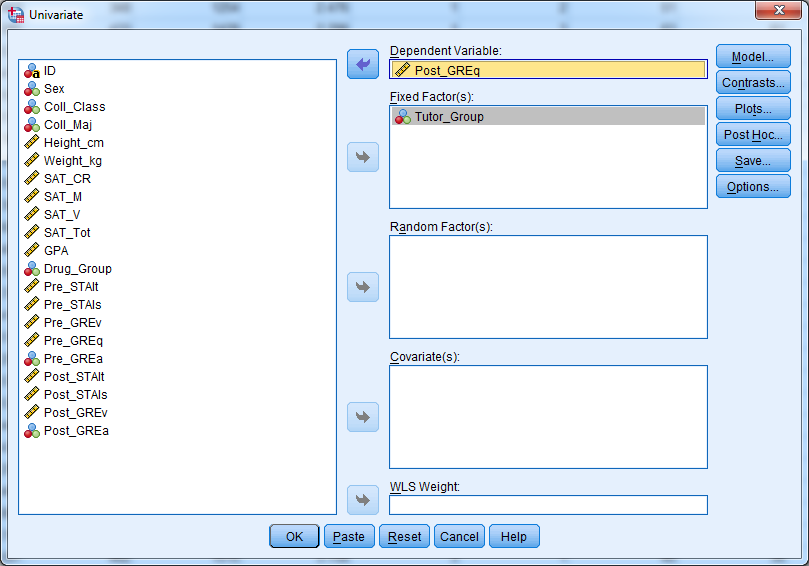 Univariate
ID
Sex
Coll_Class
Coll_Maj
Height_cm
Weight_kg
SAT_CR
SAT_M
SAT_V
SAT_Tot
GPA
Drug_Group
Pre_STAIt
Pre_STAIs
Pre_GREv
Pre_GREq
Pre_GREa
Post_STAIt
Post_STAIs
Post_GREv
Post_GREa
Dependent Variable:
Post_GREq
Fixed Factor(s):
Tutor_Group
Random Factor(s):
Covariate(s):
WLS Weight:
Model...
Contrasts...
Plots...
Post Hoc...
Save...
Options...
OK
Paste
Reset
Cancel
Help